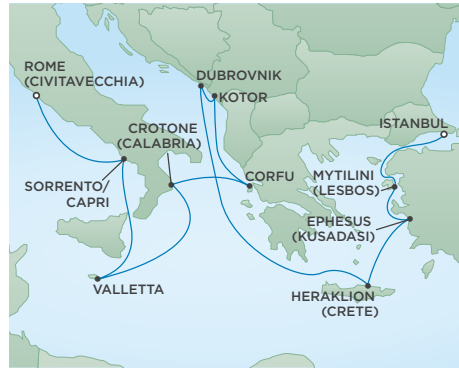 ROME
(CIVITAVECCHIA)
DUBROVNIK
KOTOR
CROTONE
(CALABRIA)
ISTANBUL
SORRENTO/
CAPRI
CORFU
MYTILINI
(LESBOS)
EPHESUS
(KUSADASI)
VALLETTA
HERAKLION
(CRETE)